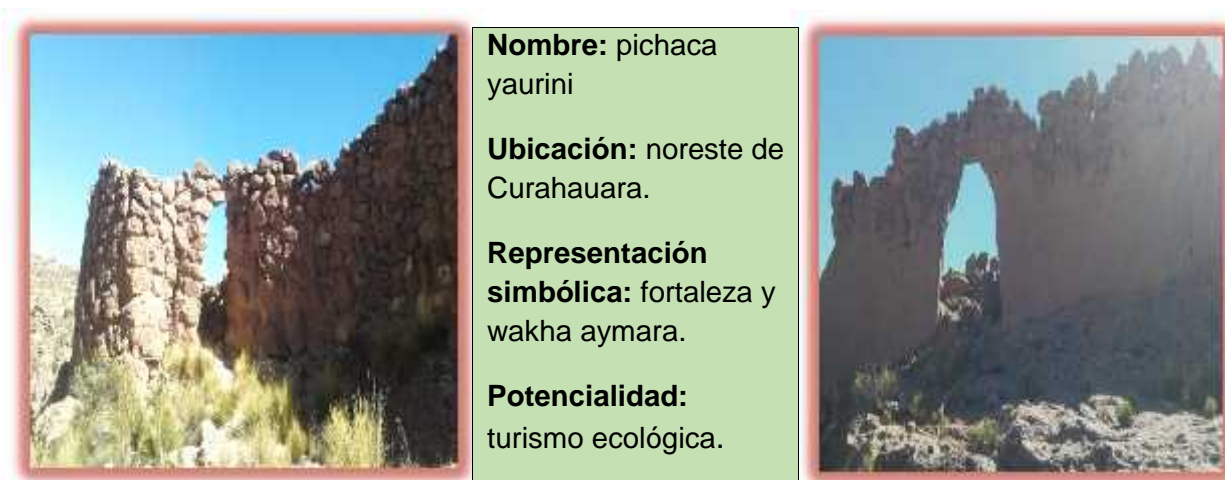 Nombre: pichaca
yaurini
Ubicación: noreste de
Curahauara.
Representación
simbólica: fortaleza y
wakha aymara.
Potencialidad:
turismo ecológica.